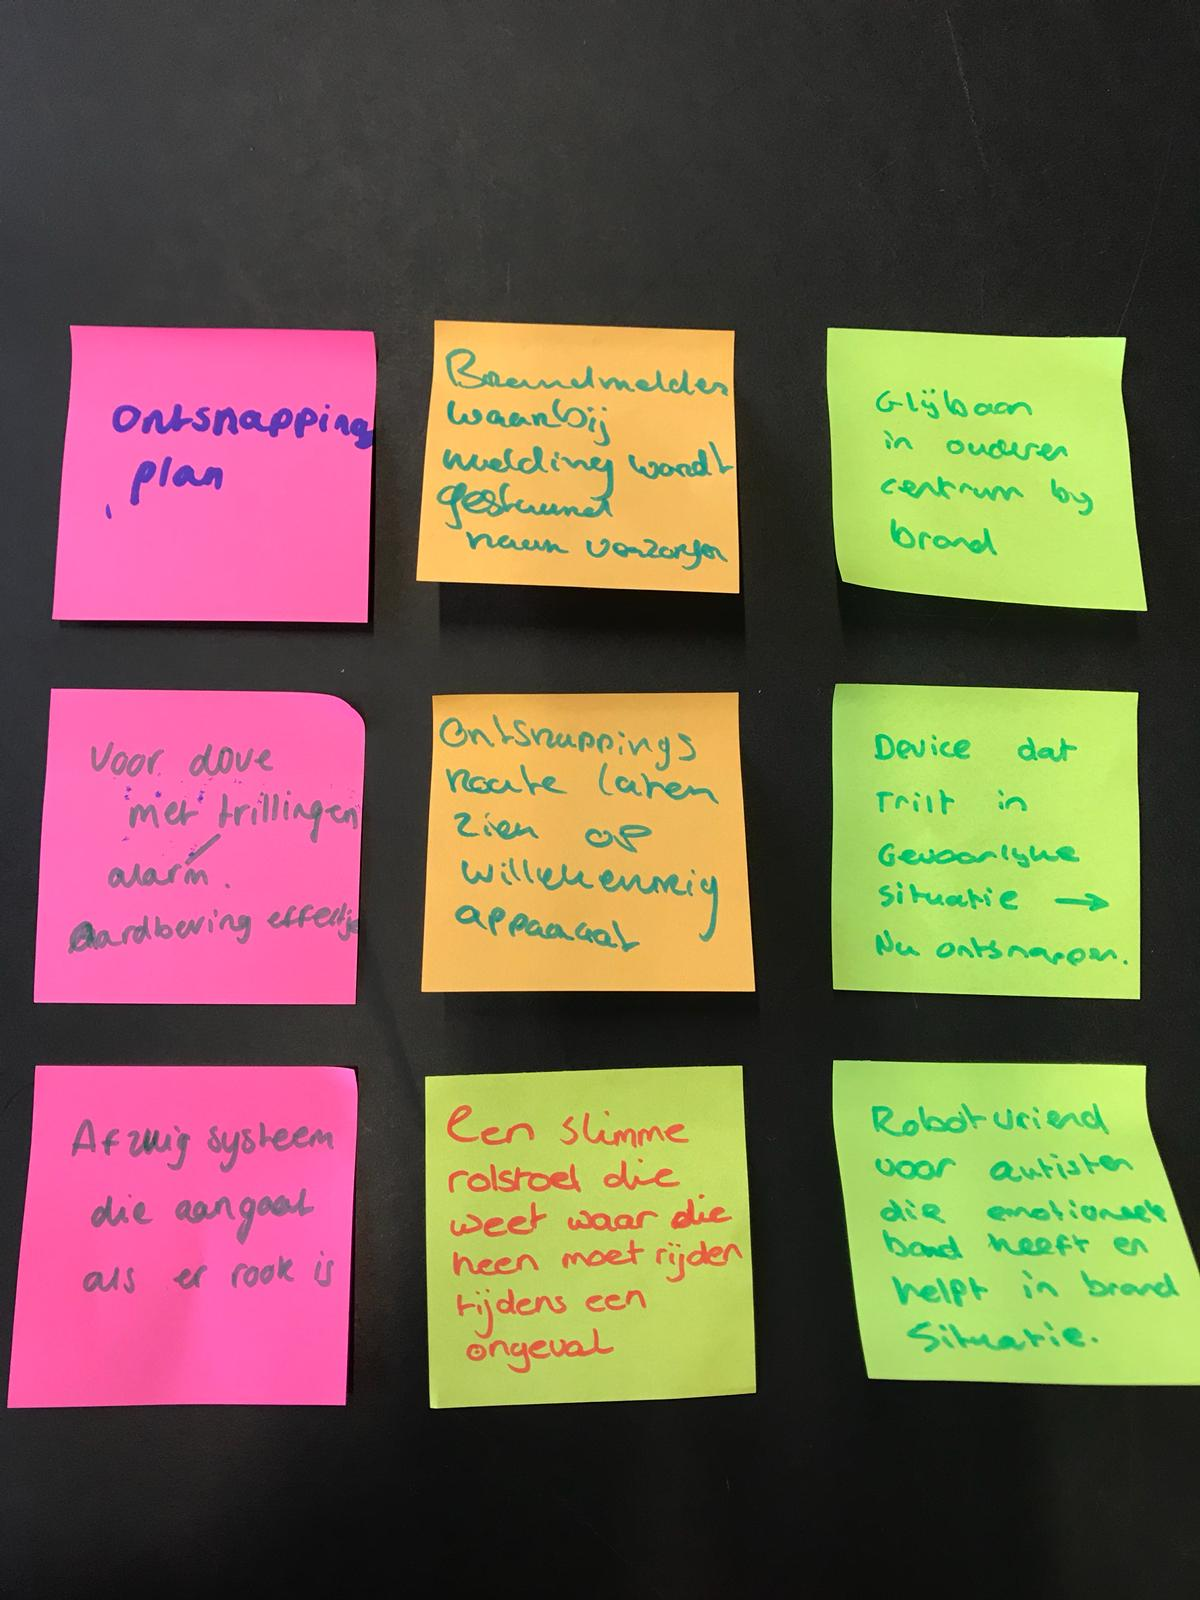 Ontsnapping
plan
Brandmelder
waarbij
melding wordt
gestuurd
naar verzorger
Glijbaan
in ouderen
centrum by
brand
Voor dove
met trillingen
alarm.
Aardbeving effectje
Ontsnappings
route laten
zien op
willekeurig
apparaat
Device dat
Trilt in
Gevaarlyke
situatie →
Nu ontsnappen.
Afzuig systeem
die aangaat
als er rook is
Een slimme
rolstoel die
weet waar die
heen moet rijden
tijdens een
ongeval
Robotvriend
voor autisten
die emotionele
band heeft en
helpt in brand
situatie.